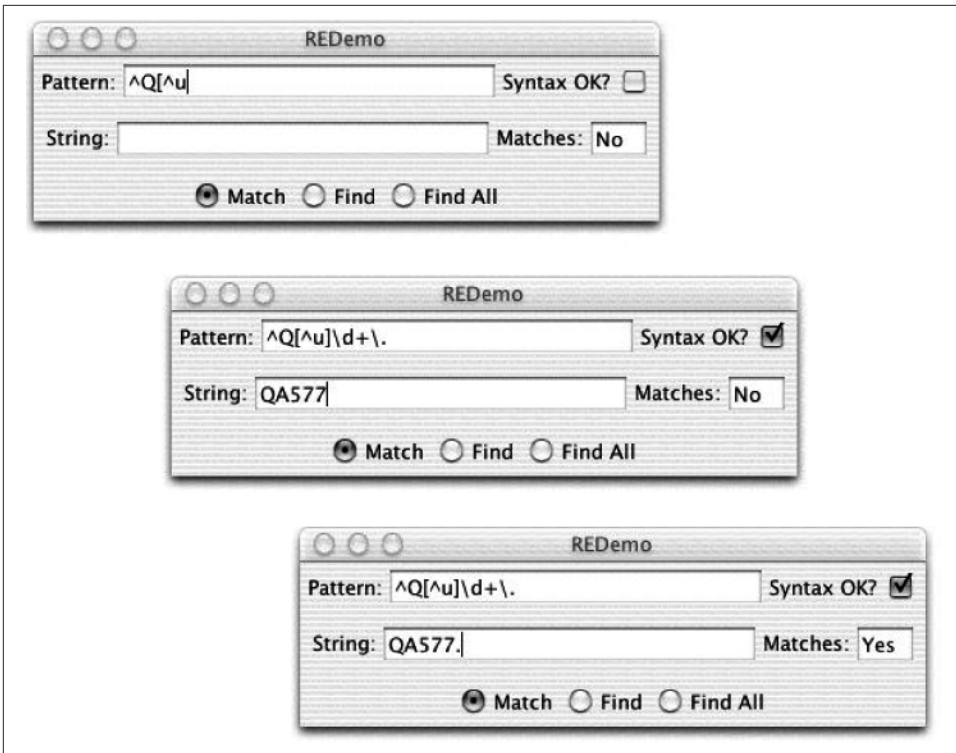 REDemo
Pattern: ^Q[^u Syntax OK?
String: Matches: No
Match Find Find All
REDemo
Pattern: ^Q[^u]\d+\. Syntax OK?
String: QA577 Matches: No
Match Find Find All
REDemo
Pattern: ^Q[^u]\d+\. Syntax OK?
String: QA577. Matches: Yes
Match Find Find All